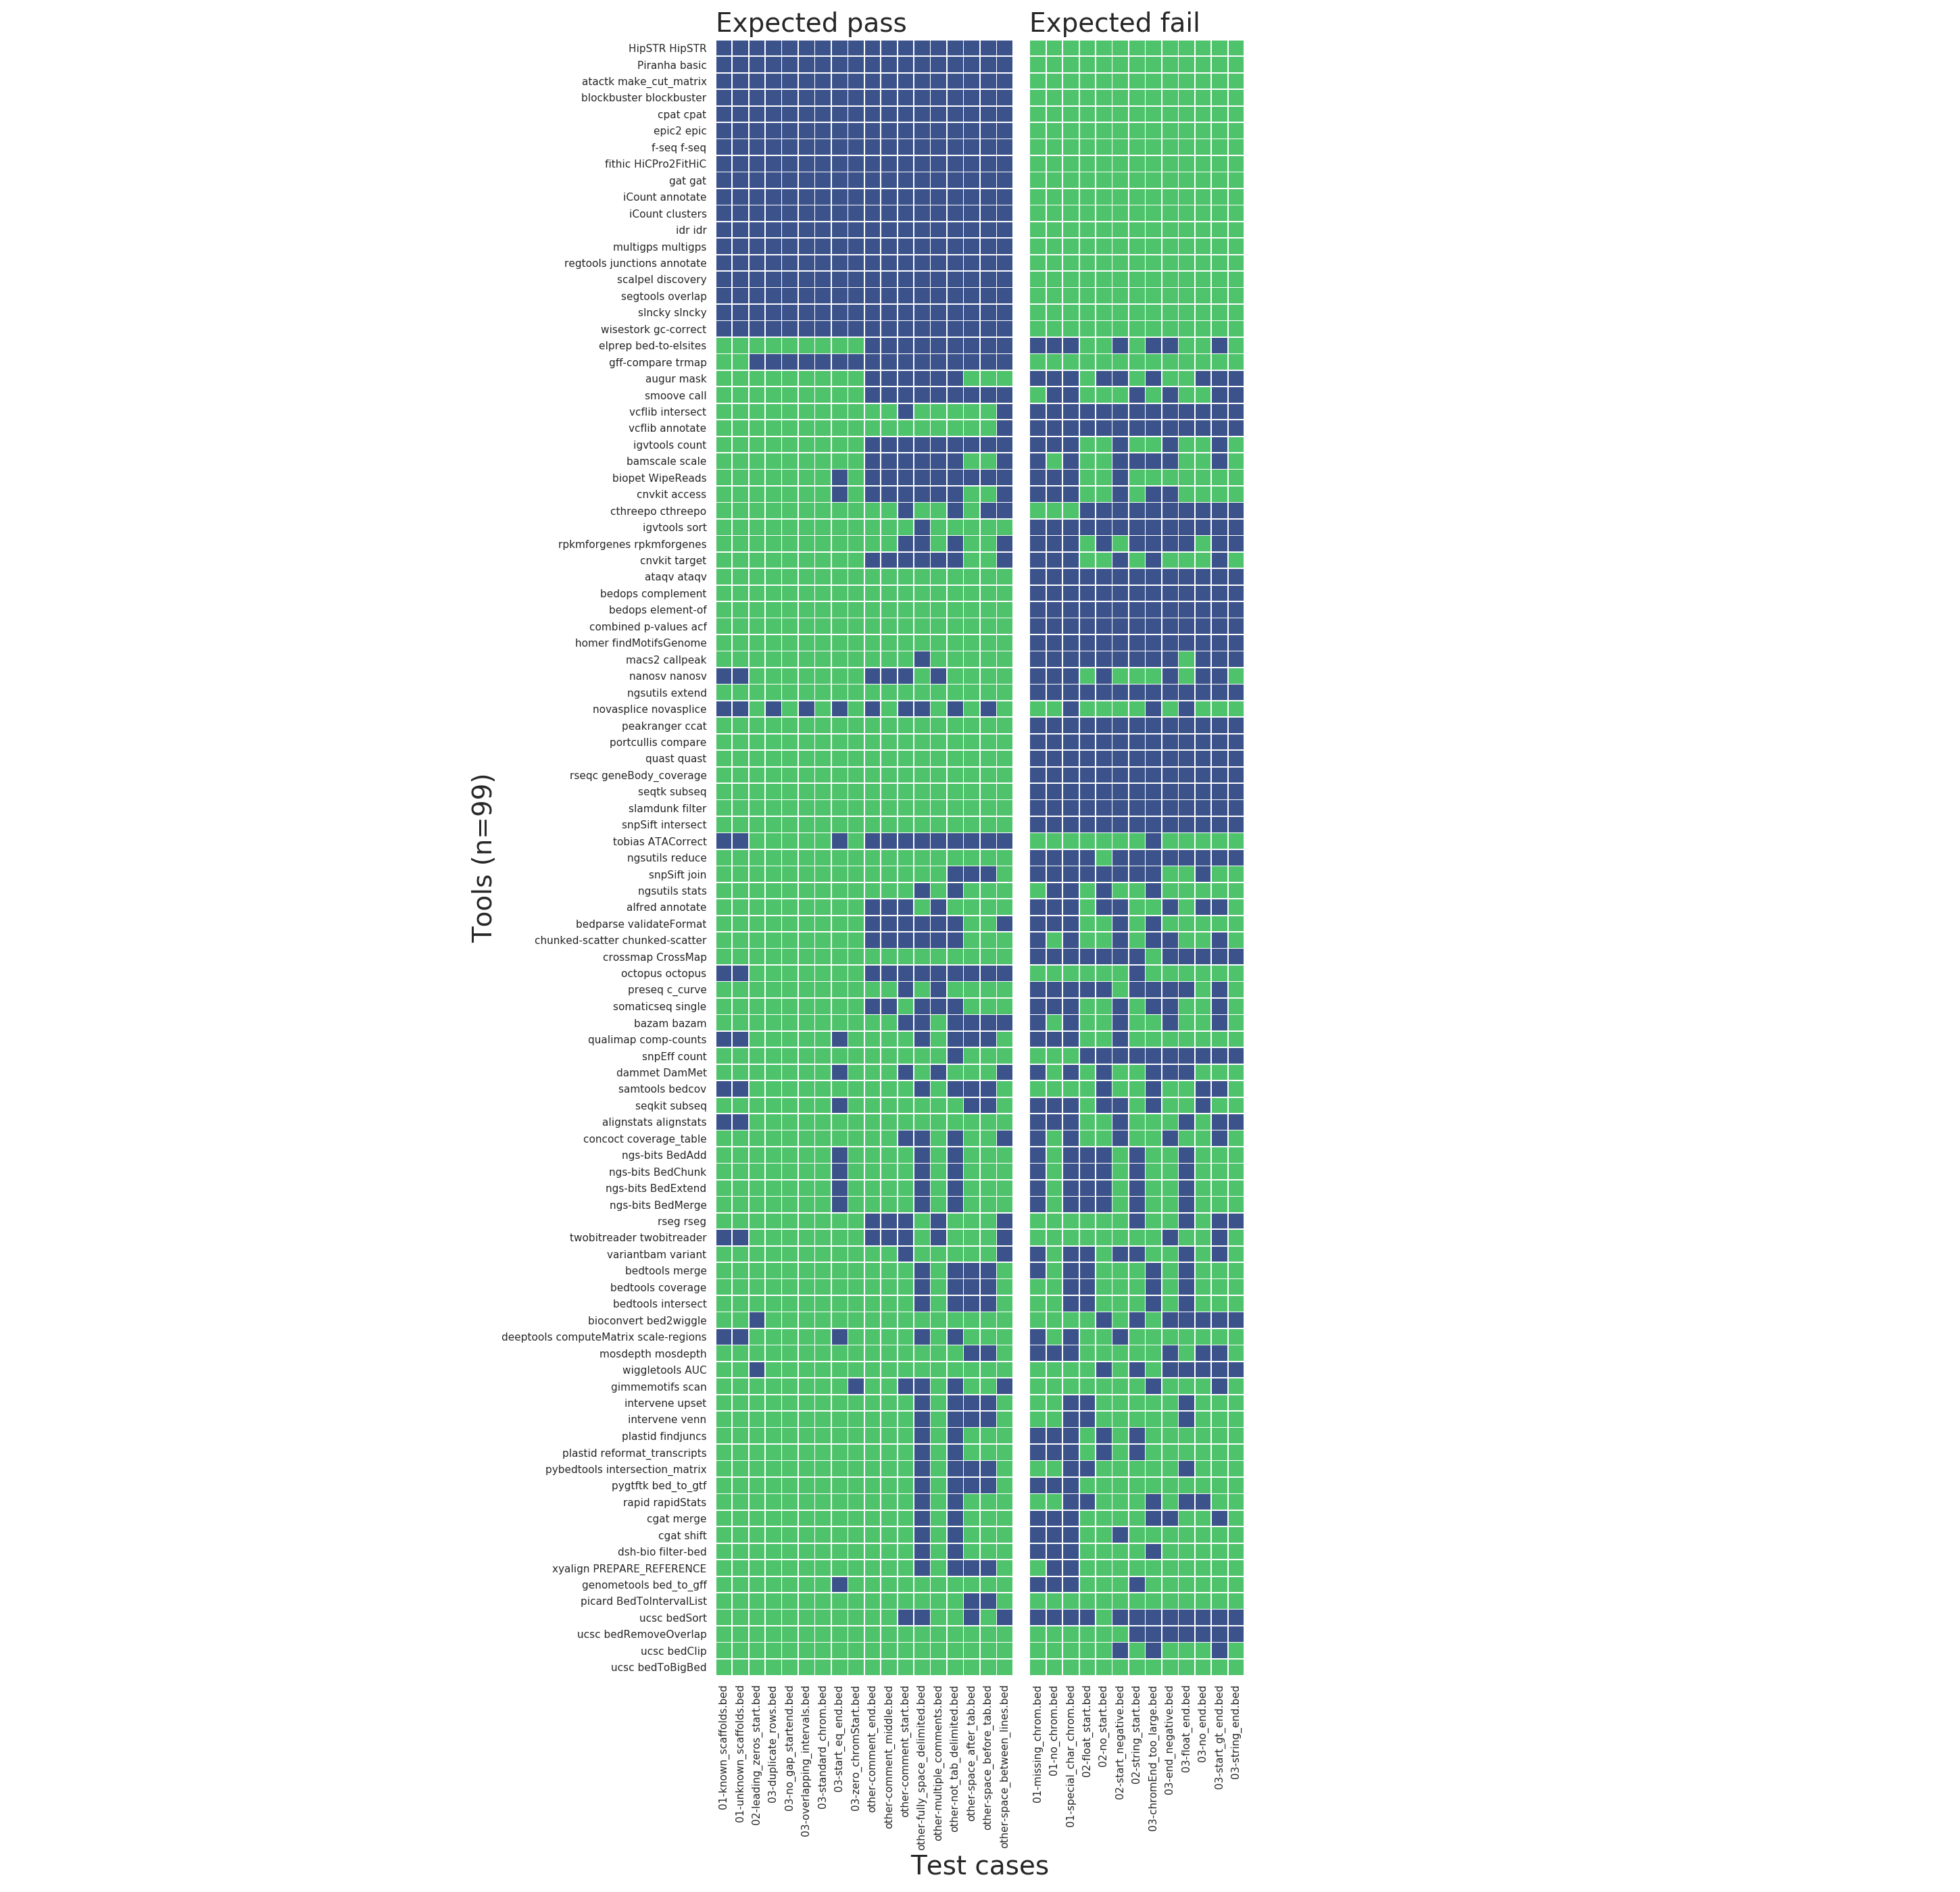 Expected pass
Expected fail
HipSTR HipSTR
Piranha basic
atactk make_cut_matrix
blockbuster blockbuster
cpat cpat
epic2 epic
f-seq f-seq
fithic HiCPro2FitHiC
gat gat
iCount annotate
iCount clusters
idr idr
multigps multigps
regtools junctions annotate
scalpel discovery
segtools overlap
slncky slncky
wisestork gc-correct
elprep bed-to-elsites
gff-compare trmap
augur mask
smoove call
vcflib intersect
vcflib annotate
igvtools count
bamscale scale
biopet WipeReads
cnvkit access
cthreepo cthreepo
igvtools sort
rpkmforgenes rpkmforgenes
cnvkit target
ataqv ataqv
bedops complement
bedops element-of
combined p-values acf
homer findMotifsGenome
macs2 callpeak
nanosv nanosv
ngsutils extend
novasplice novasplice
peakranger ccat
portcullis compare
quast quast
rseqc geneBody_coverage
seqtk subseq
slamdunk filter
snpSift intersect
tobias ATACorrect
ngsutils reduce
snpSift join
ngsutils stats
alfred annotate
bedparse validateFormat
chunked-scatter chunked-scatter
crossmap CrossMap
octopus octopus
preseq c_curve
somaticseq single
bazam bazam
qualimap comp-counts
snpEff count
dammet DamMet
samtools bedcov
seqkit subseq
alignstats alignstats
concoct coverage_table
ngs-bits BedAdd
ngs-bits BedChunk
ngs-bits BedExtend
ngs-bits BedMerge
rseg rseg
twobitreader twobitreader
variantbam variant
bedtools merge
bedtools coverage
bedtools intersect
bioconvert bed2wiggle
deeptools computeMatrix scale-regions
mosdepth mosdepth
wiggletools AUC
gimmemotifs scan
intervene upset
intervene venn
plastid findjuncs
plastid reformat_transcripts
pybedtools intersection_matrix
pygtftk bed_to_gtf
rapid rapidStats
cgat merge
cgat shift
dsh-bio filter-bed
xyalign PREPARE_REFERENCE
genometools bed_to_gff
picard BedToIntervalList
ucsc bedSort
ucsc bedRemoveOverlap
ucsc bedClip
ucsc bedToBigBed
Tools (n=99)
01-known_scaffolds.bed
01-unknown_scaffolds.bed
02-leading_zeros_start.bed
03-duplicate_rows.bed
03-no_gap_startend.bed
03-overlapping_intervals.bed
03-standard_chrom.bed
03-start_eq_end.bed
03-zero_chromStart.bed
other-comment_end.bed
other-comment_middle.bed
other-comment_start.bed
other-fully_space_delimited.bed
other-multiple_comments.bed
other-not_tab_delimited.bed
other-space_after_tab.bed
other-space_before_tab.bed
other-space_between_lines.bed
01-missing_chrom.bed
01-no_chrom.bed
01-special_char_chrom.bed
02-float_start.bed
02-no_start.bed
02-start_negative.bed
02-string_start.bed
03-chromEnd_too_large.bed
03-end_negative.bed
03-float_end.bed
03-no_end.bed
03-start_gt_end.bed
03-string_end.bed
Test cases